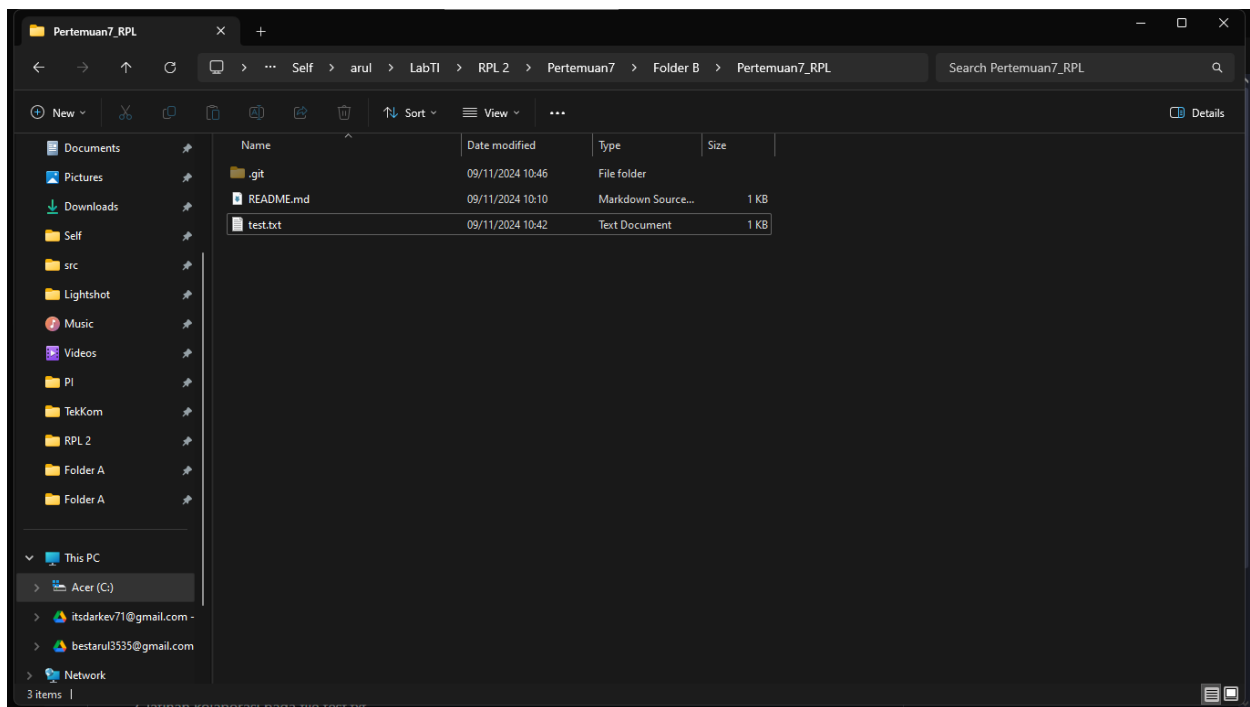 Pertemuan7_RPL
Self > arul > LabTI > RPL 2 > Pertemuan7 > Folder B > Pertemuan7_RPL
Search Pertemuan7_RPL
New
Sort
View
Details
Name Date modified Type Size
.git 09/11/2024 10:46 File folder
README.md 09/11/2024 10:10 Markdown Source... 1 KB
test.txt 09/11/2024 10:42 Text Document 1 KB
Documents
Pictures
Downloads
Self
src
Lightshot
Music
Videos
PI
TekKom
RPL 2
Folder A
Folder A
This PC
Acer (C:)
itsdarkev71@gmail.com -
bestarul3535@gmail.com
Network
3 items